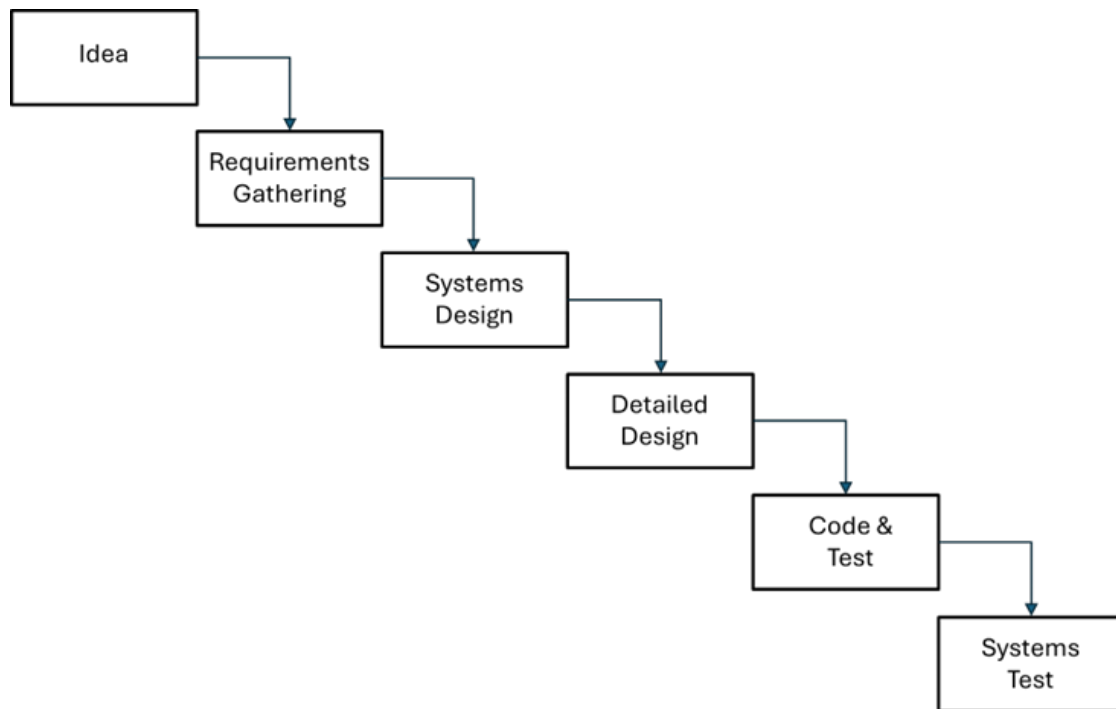 Idea
Requirements
Gathering
Systems
Design
Detailed
Design
Code &
Test
Systems
Test